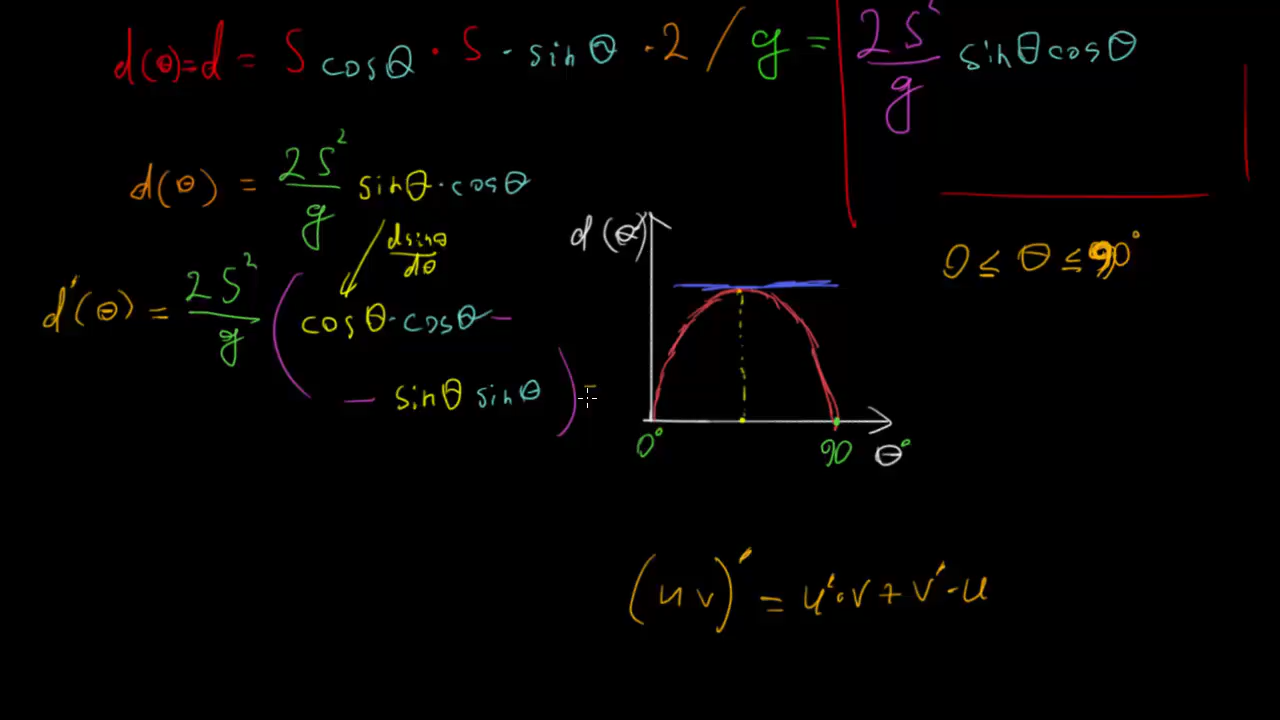 d(θ)=d = S cosθ · S · sinθ · 2 / g = 2S²/g sinθcosθ
d(θ) = 2S²/g sinθ·cosθ
dsinθ/dθ
d'(θ) = 2S²/g (cosθ·cosθ –
– sinθ sinθ)
d(θ)
0° 90 θ°
0 ≤ θ ≤ 90°
(uv)' = u'·v + v'·u